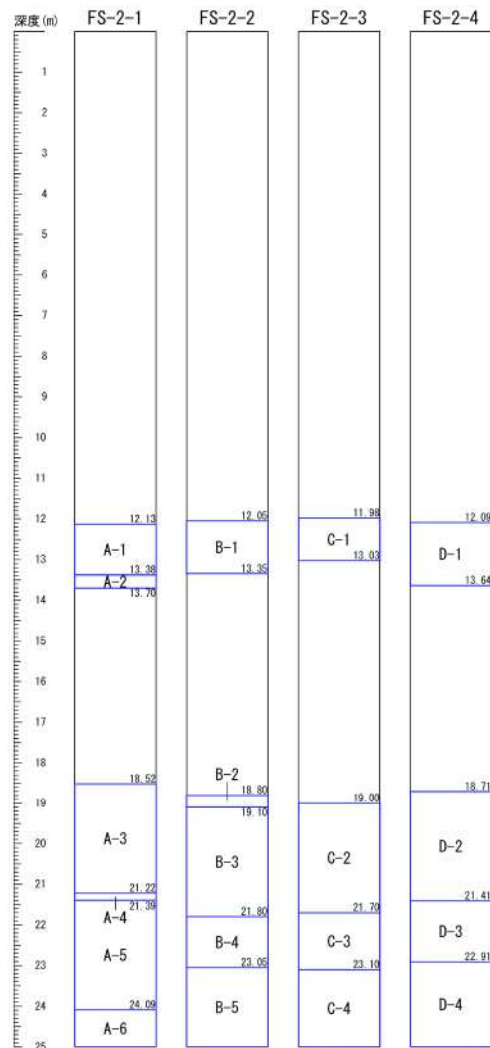 深度(m) FS-2-1 FS-2-2 FS-2-3 FS-2-4
1
2
3
4
5
6
7
8
9
10
11
12
13
14
15
16
17
18
19
20
21
22
23
24
25
12.13
A-1
13.38
A-2
13.70
18.52
A-3
21.22
21.39
A-4
A-5
24.09
A-6
12.05
B-1
13.35
B-2
18.80
19.10
B-3
21.80
B-4
23.05
B-5
11.98
C-1
13.03
19.00
C-2
21.70
C-3
23.10
C-4
12.09
D-1
13.64
18.71
D-2
21.41
D-3
22.91
D-4